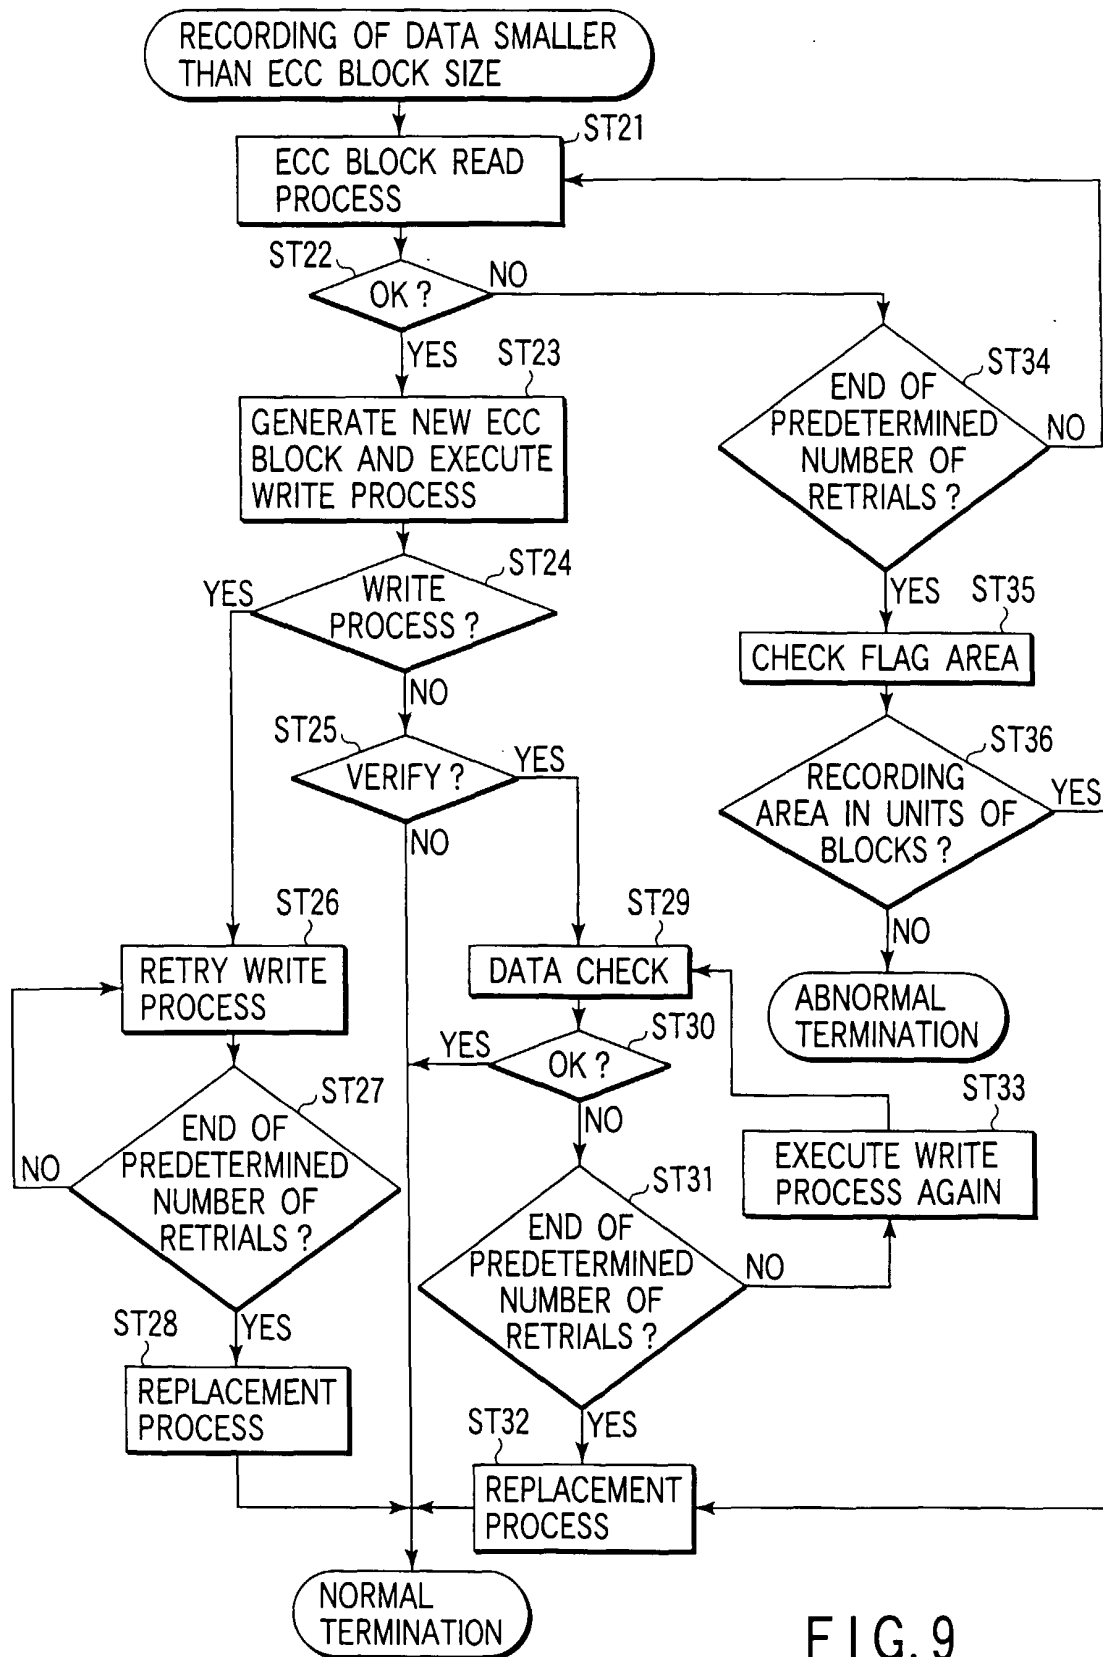 RECORDING OF DATA SMALLER
THAN ECC BLOCK SIZE
ST21
ECC BLOCK READ
PROCESS
ST22
OK?
NO
YES
ST23
GENERATE NEW ECC
BLOCK AND EXECUTE
WRITE PROCESS
ST34
END OF
PREDETERMINED
NUMBER OF
RETRIALS?
NO
YES
ST24
WRITE
PROCESS?
YES
NO
ST35
CHECK FLAG AREA
ST25
VERIFY?
YES
NO
ST36
RECORDING
AREA IN UNITS OF
BLOCKS?
YES
NO
ABNORMAL
TERMINATION
ST26
RETRY WRITE
PROCESS
ST29
DATA CHECK
ST30
OK?
YES
NO
ST27
END OF
PREDETERMINED
NUMBER OF
RETRIALS?
NO
YES
ST33
EXECUTE WRITE
PROCESS AGAIN
ST31
END OF
PREDETERMINED
NUMBER OF
RETRIALS?
NO
YES
ST28
REPLACEMENT
PROCESS
ST32
REPLACEMENT
PROCESS
NORMAL
TERMINATION
FIG. 9